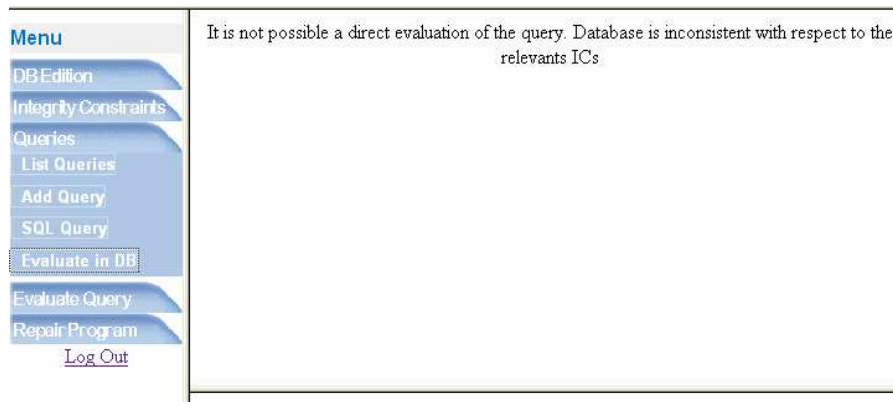 Menu
DB Edition
Integrity Constraints
Queries
List Queries
Add Query
SQL Query
Evaluate in DB
Evaluate Query
Repair Program
Log Out
It is not possible a direct evaluation of the query. Database is inconsistent with respect to the
relevants ICs